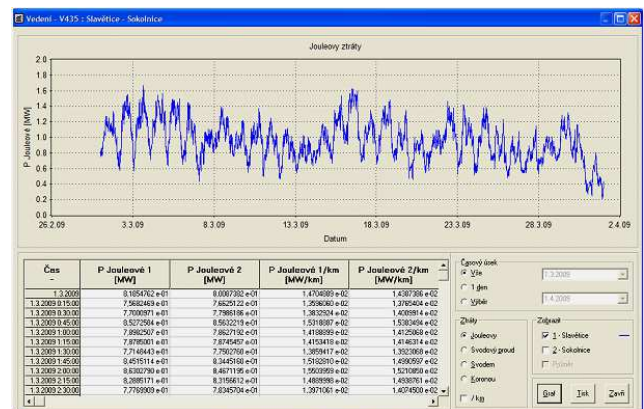 Vedení - V435 : Slavětice - Sokolnice
Jouleovy ztráty
P Jouleové [MW]
2.0
1.8
1.6
1.4
1.2
1.0
0.8
0.6
0.4
0.2
0.0
26.2.09 3.3.09 8.3.09 13.3.09 18.3.09 23.3.09 28.3.09 2.4.09
Datum
Čas P Jouleové 1 P Jouleové 2 P Jouleové 1/km P Jouleové 2/km
- [MW] [MW] [MW/km] [MW/km]
1.3.2009 8,1854762 e-01 8,0087382 e-01 1,4704889 e-02 1,4387386 e-02
1.3.2009 0:15:00 7,5682469 e-01 7,6625122 e-01 1,3596060 e-02 1,3765404 e-02
1.3.2009 0:30:00 7,7000971 e-01 7,7986186 e-01 1,3832924 e-02 1,4009914 e-02
1.3.2009 0:45:00 8,5272504 e-01 8,5632219 e-01 1,5318887 e-02 1,5383494 e-02
1.3.2009 1:00:00 7,8982507 e-01 7,8627192 e-01 1,4188899 e-02 1,4125068 e-02
1.3.2009 1:15:00 7,8785001 e-01 7,8745457 e-01 1,4153418 e-02 1,4146314 e-02
1.3.2009 1:30:00 7,7148443 e-01 7,7502768 e-01 1,3859417 e-02 1,3923068 e-02
1.3.2009 1:45:00 8,4515114 e-01 8,3445168 e-01 1,5182810 e-02 1,4990597 e-02
1.3.2009 2:00:00 8,6302790 e-01 8,4671195 e-01 1,5503959 e-02 1,5210850 e-02
1.3.2009 2:15:00 8,2885171 e-01 8,3156612 e-01 1,4889998 e-02 1,4938761 e-02
1.3.2009 2:30:00 7,7769909 e-01 7,8345704 e-01 1,3971061 e-02 1,4074500 e-02
Časový úsek
Vše 1.3.2009
1 den
Výběr 1.4.2009
Ztráty
Jouleovy
Svodový proud
Svodem
Koronou
/ km
Zobrazit
1 - Slavětice
2 - Sokolnice
Průměr
Graf Tisk Zavři